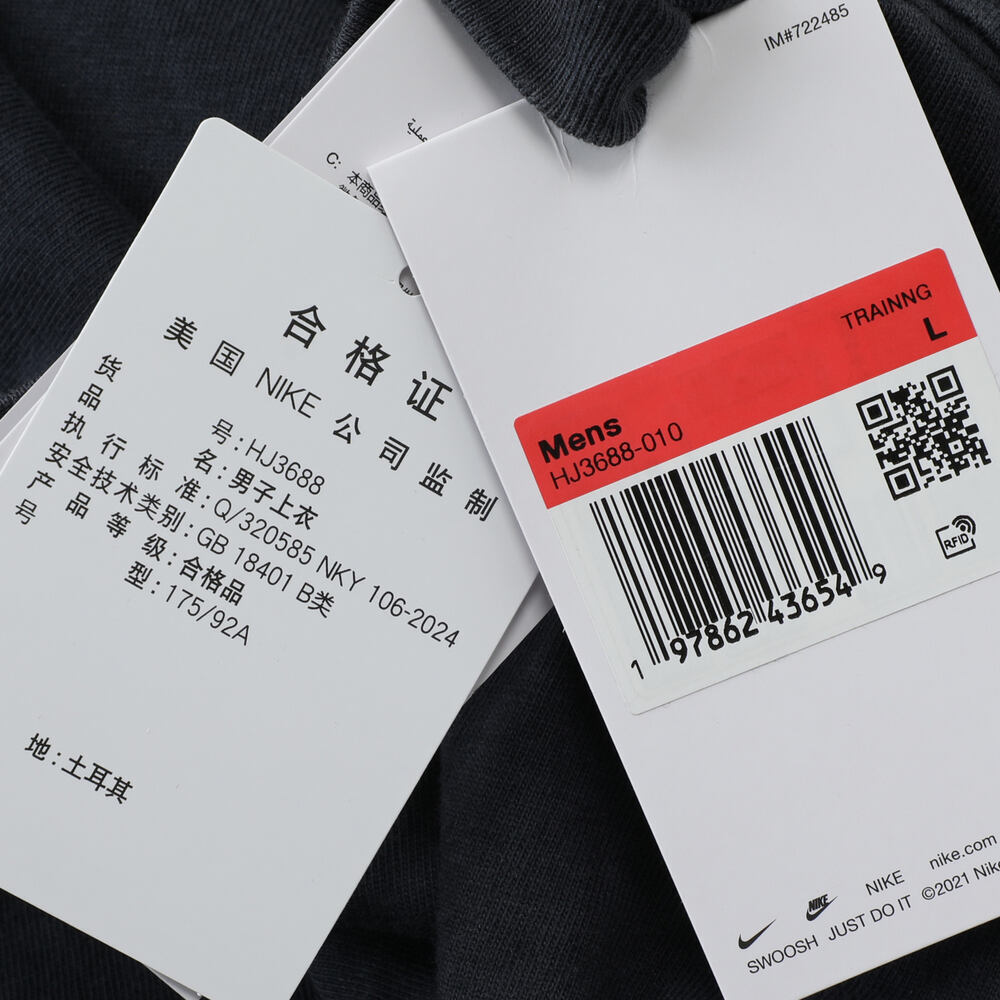 IM#722485
C: 本商品
合格证
美国 NIKE 公司监制
货号:HJ3688
品名:男子上衣
执行标准:Q/320585 NKY 106-2024
安全技术类别:GB 18401 B类
产品等级:合格品
号型:175/92A
地:土耳其
TRAINNG
L
Mens
HJ3688-010
RFID
1 97862 43654 9
NIKE nike.com
SWOOSH JUST DO IT ©2021 Nike